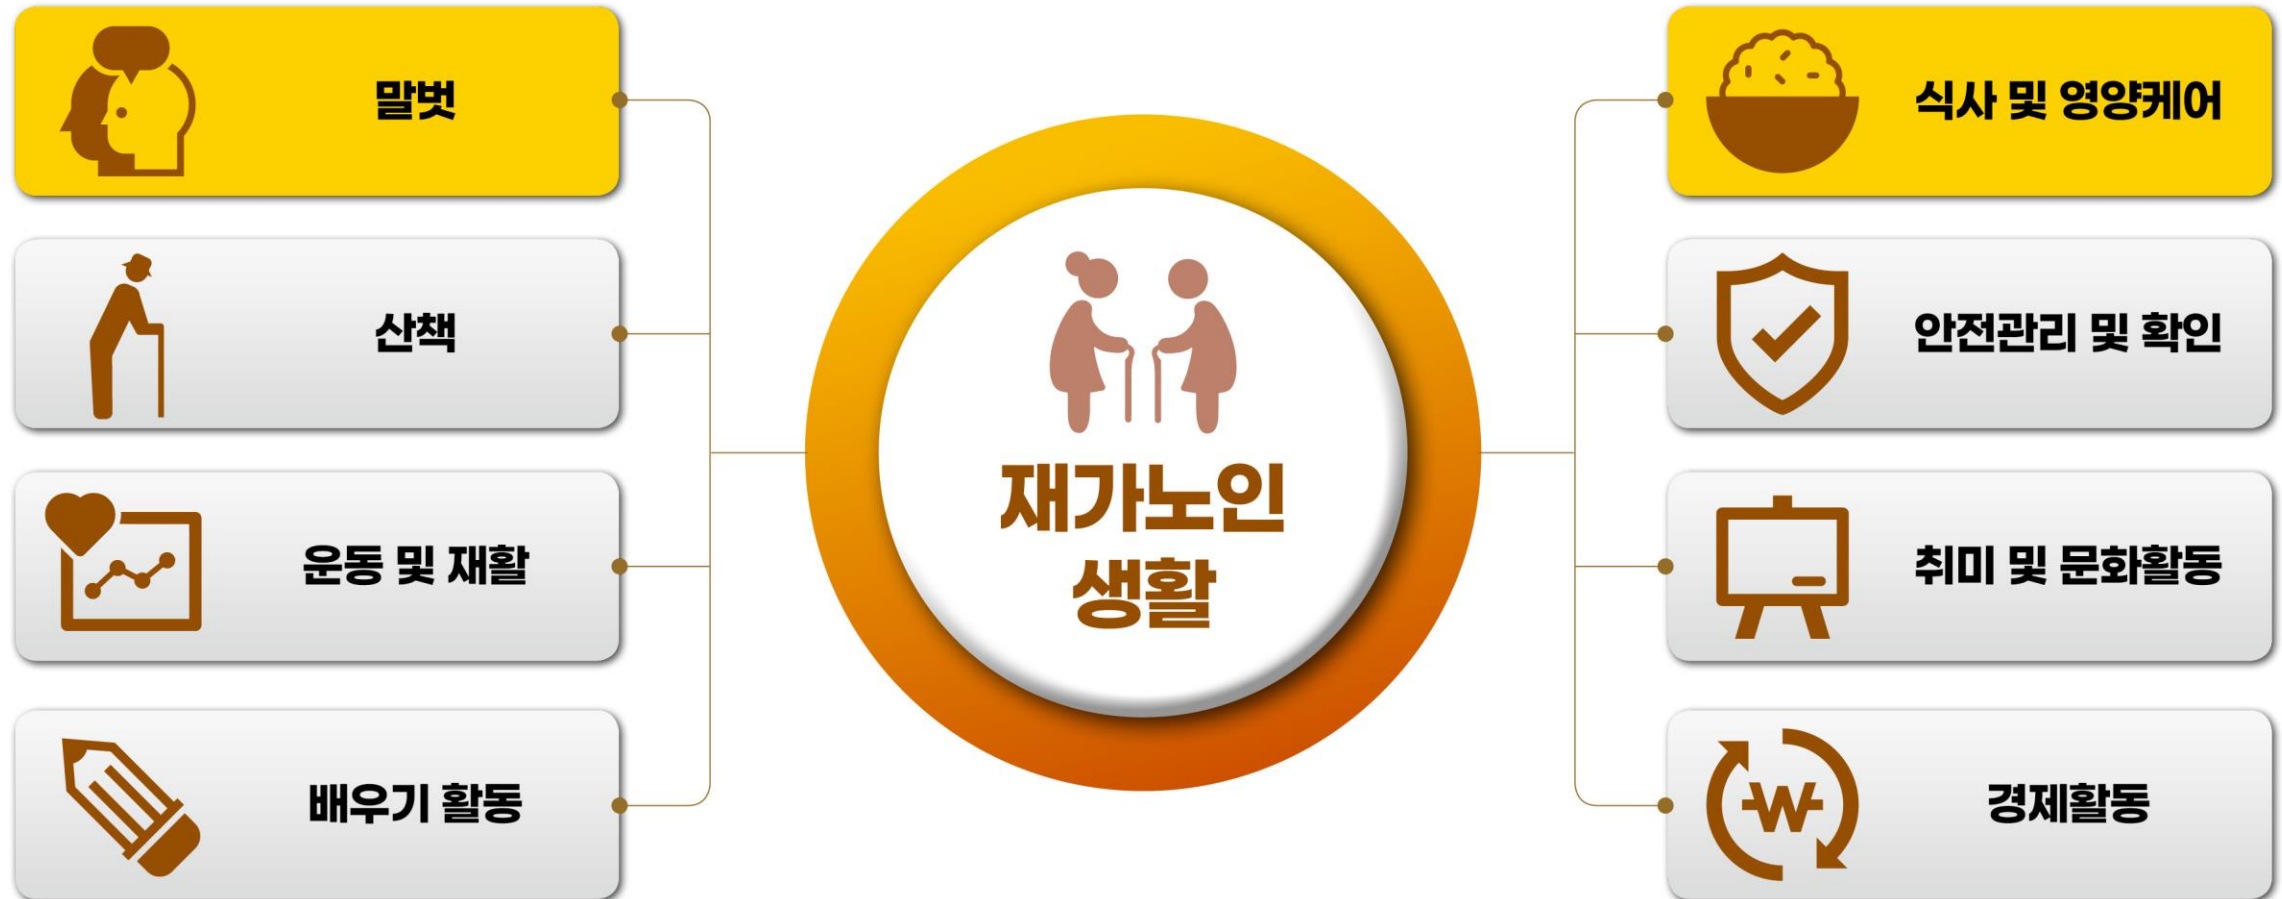 말벗
산책
운동 및 재활
배우기 활동
재가노인
생활
식사 및 영양케어
안전관리 및 확인
취미 및 문화활동
경제활동